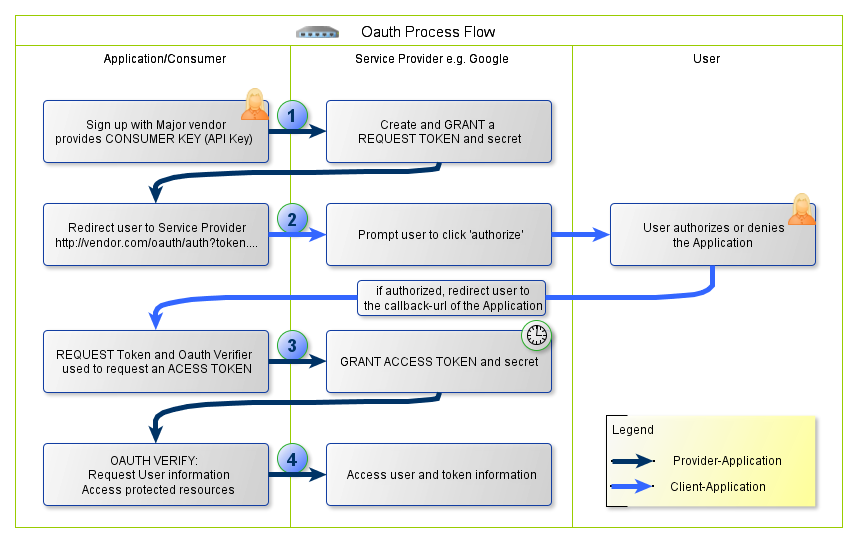 Oauth Process Flow
Application/Consumer
Service Provider e.g. Google
User
Sign up with Major vendor
provides CONSUMER KEY (API Key)
1
Create and GRANT a
REQUEST TOKEN and secret
Redirect user to Service Provider
http://vendor.com/oauth/auth?token....
2
Prompt user to click 'authorize'
User authorizes or denies
the Application
if authorized, redirect user to
the callback-url of the Application
REQUEST Token and Oauth Verifier
used to request an ACESS TOKEN
3
GRANT ACCESS TOKEN and secret
OAUTH VERIFY:
Request User information
Access protected resources
4
Access user and token information
Legend
Provider-Application
Client-Application